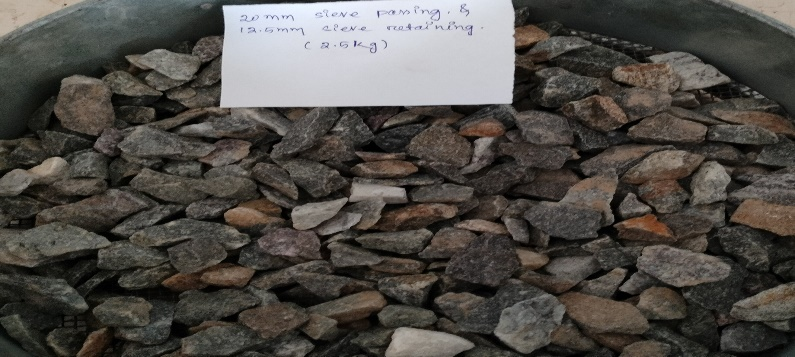 20mm sieve passing. &
12.5mm sieve retaining.
(2.5kg)